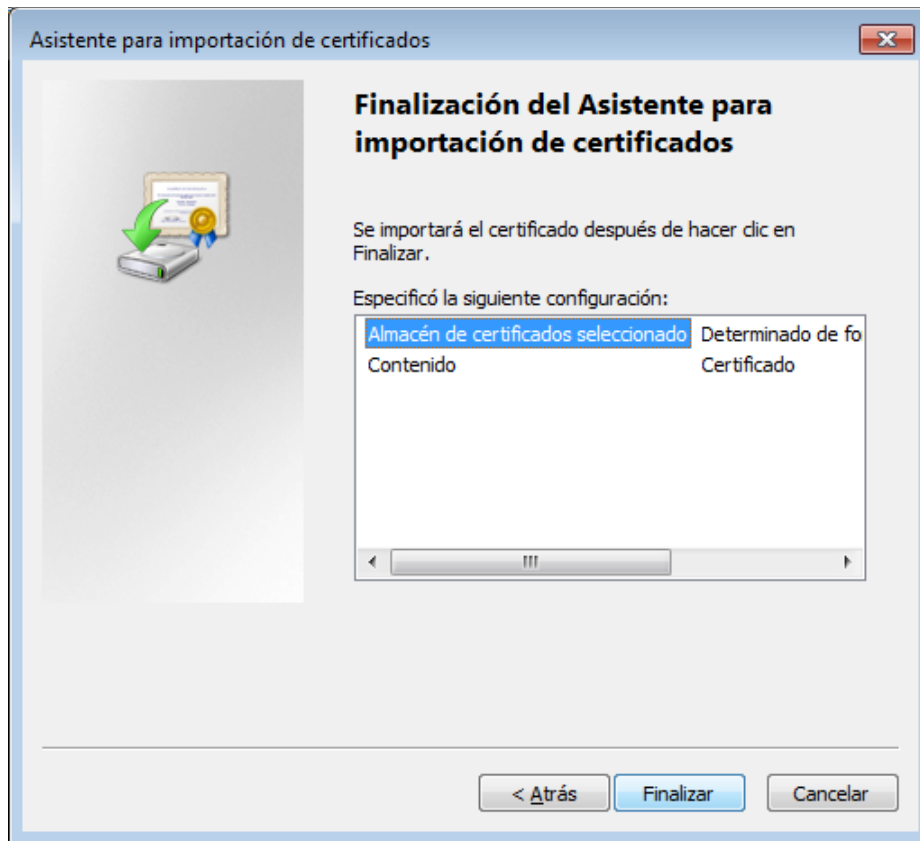 Asistente para importación de certificados
Finalización del Asistente para
importación de certificados
Se importará el certificado después de hacer clic en
Finalizar.
Especificó la siguiente configuración:
Almacén de certificados seleccionado Determinado de fo
Contenido Certificado
< Atrás Finalizar Cancelar